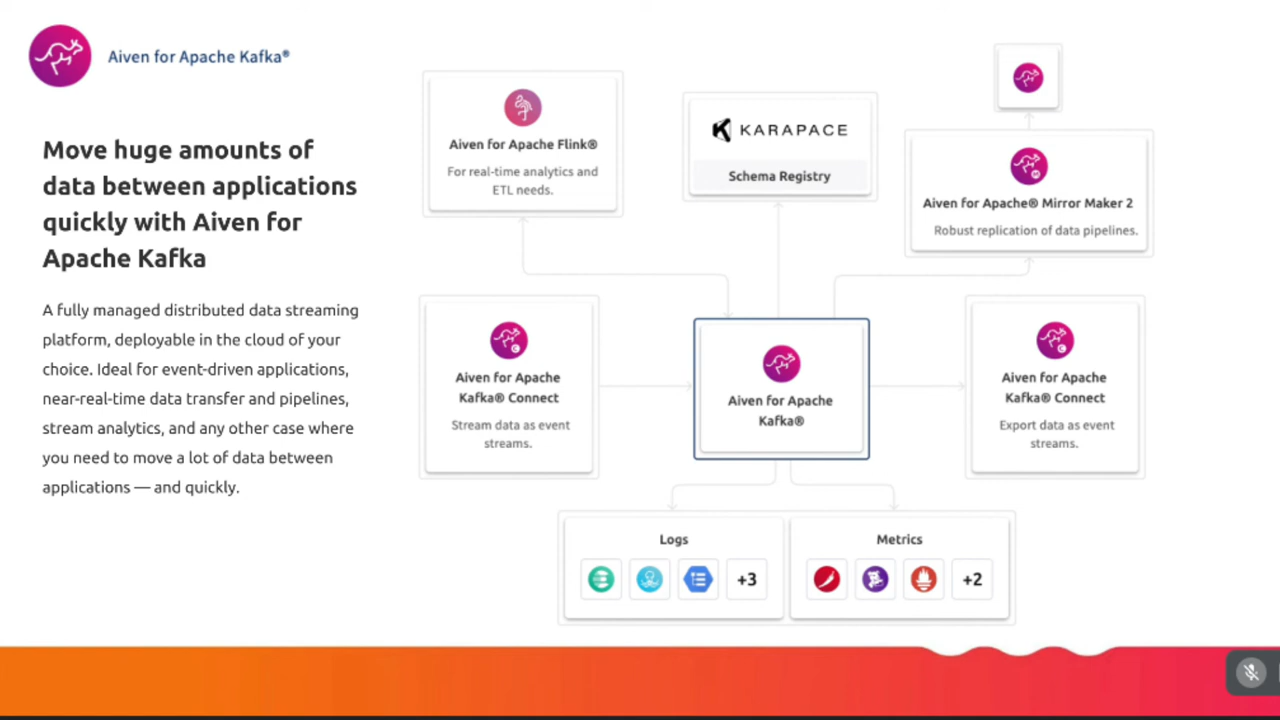 Aiven for Apache Kafka®
Move huge amounts of
data between applications
quickly with Aiven for
Apache Kafka
A fully managed distributed data streaming
platform, deployable in the cloud of your
choice. Ideal for event-driven applications,
near-real-time data transfer and pipelines,
stream analytics, and any other case where
you need to move a lot of data between
applications — and quickly.
Aiven for Apache Flink®
For real-time analytics and
ETL needs.
KARAPACE
Schema Registry
Aiven for Apache® Mirror Maker 2
Robust replication of data pipelines.
Aiven for Apache
Kafka® Connect
Stream data as event
streams.
Aiven for Apache
Kafka®
Aiven for Apache
Kafka® Connect
Export data as event
streams.
Logs
+3
Metrics
+2